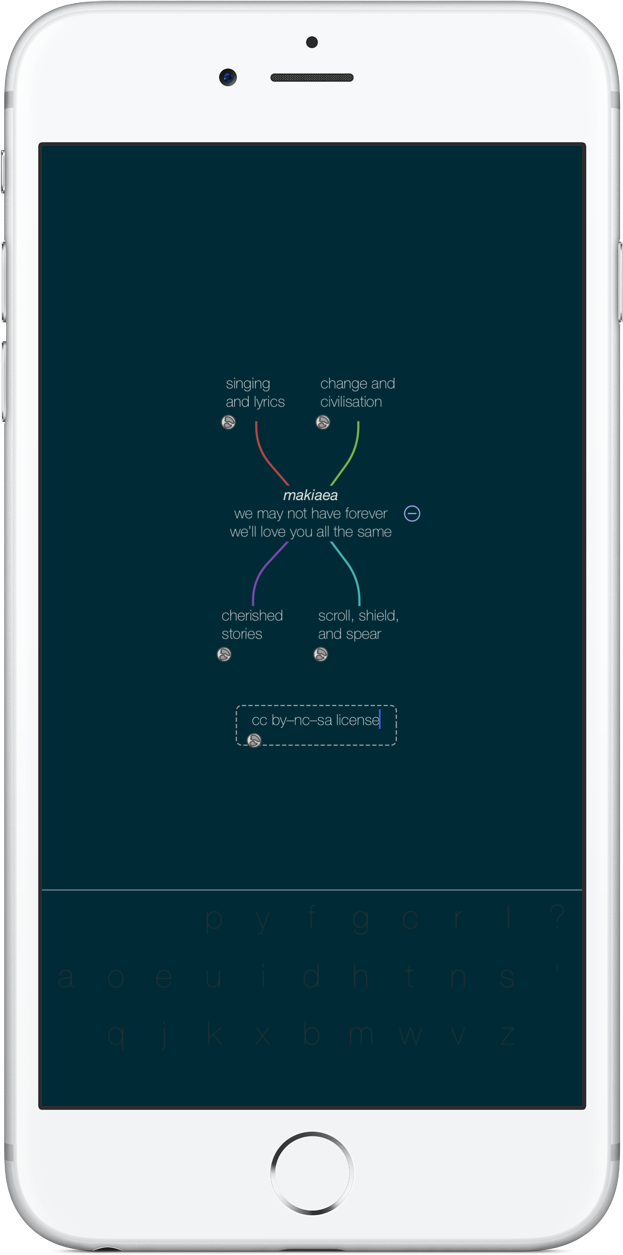 singing
and lyrics
change and
civilisation
makiaea
we may not have forever
we'll love you all the same
cherished
stories
scroll, shield,
and spear
cc by–nc–sa license
p y f g c r l ?
a o e u i d h t n s '
q j k x b m w v z